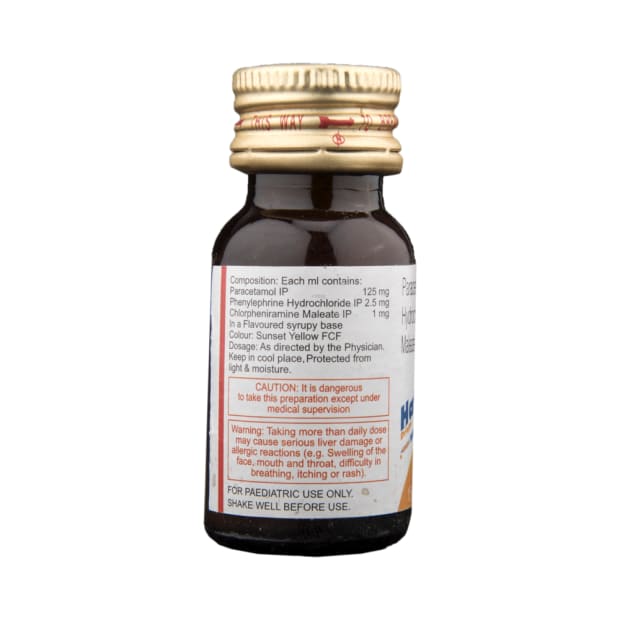 THIS WAY
Composition: Each ml contains:
Paracetamol IP 125 mg
Phenylephrine Hydrochloride IP 2.5 mg
Chlorpheniramine Maleate IP 1 mg
In a Flavoured syrupy base
Colour: Sunset Yellow FCF
Dosage: As directed by the Physician.
Keep in cool place, Protected from
light & moisture.
CAUTION: It is dangerous
to take this preparation except under
medical supervision
Warning: Taking more than daily dose
may cause serious liver damage or
allergic reactions (e.g. Swelling of the
face, mouth and throat, difficulty in
breathing, itching or rash).
FOR PAEDIATRIC USE ONLY.
SHAKE WELL BEFORE USE.